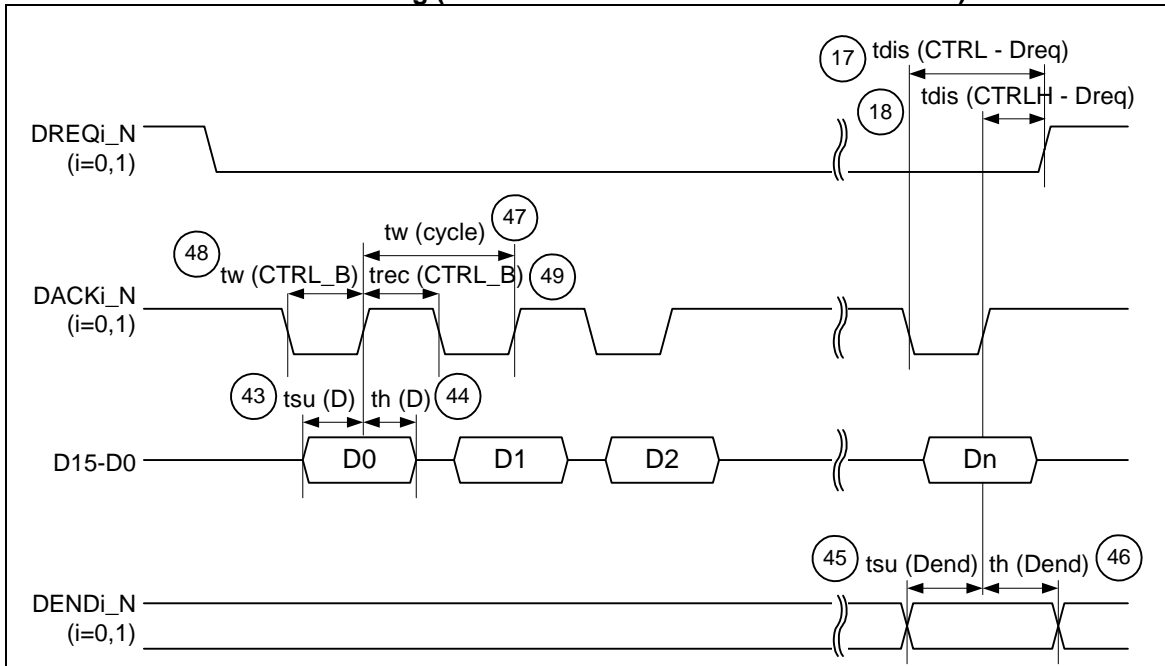 17 tdis (CTRL - Dreq)
18 tdis (CTRLH - Dreq)
DREQi_N
(i=0,1)
47
tw (cycle)
48 tw (CTRL_B) trec (CTRL_B) 49
DACKi_N
(i=0,1)
43 tsu (D) th (D) 44
D15-D0 D0 D1 D2 Dn
45 tsu (Dend) th (Dend) 46
DENDi_N
(i=0,1)